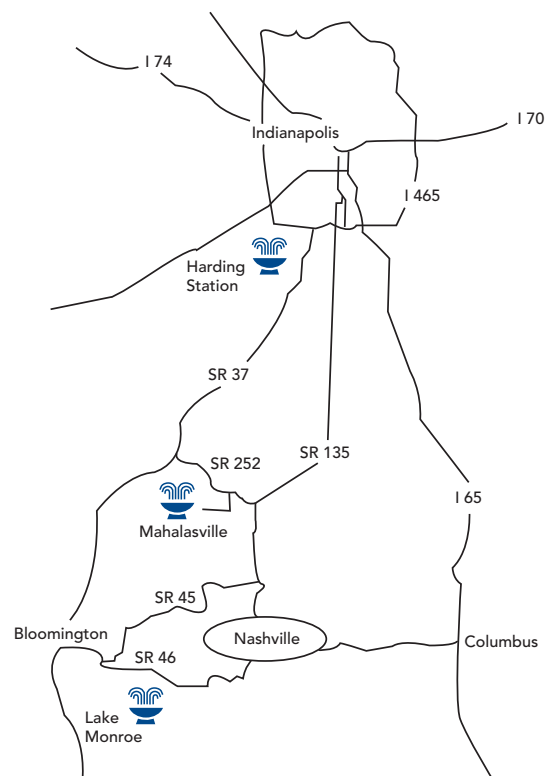 I 74
I 70
Indianapolis
I 465
Harding
Station
SR 37
SR 135
SR 252
I 65
Mahalasville
SR 45
Bloomington
Nashville
Columbus
SR 46
Lake
Monroe